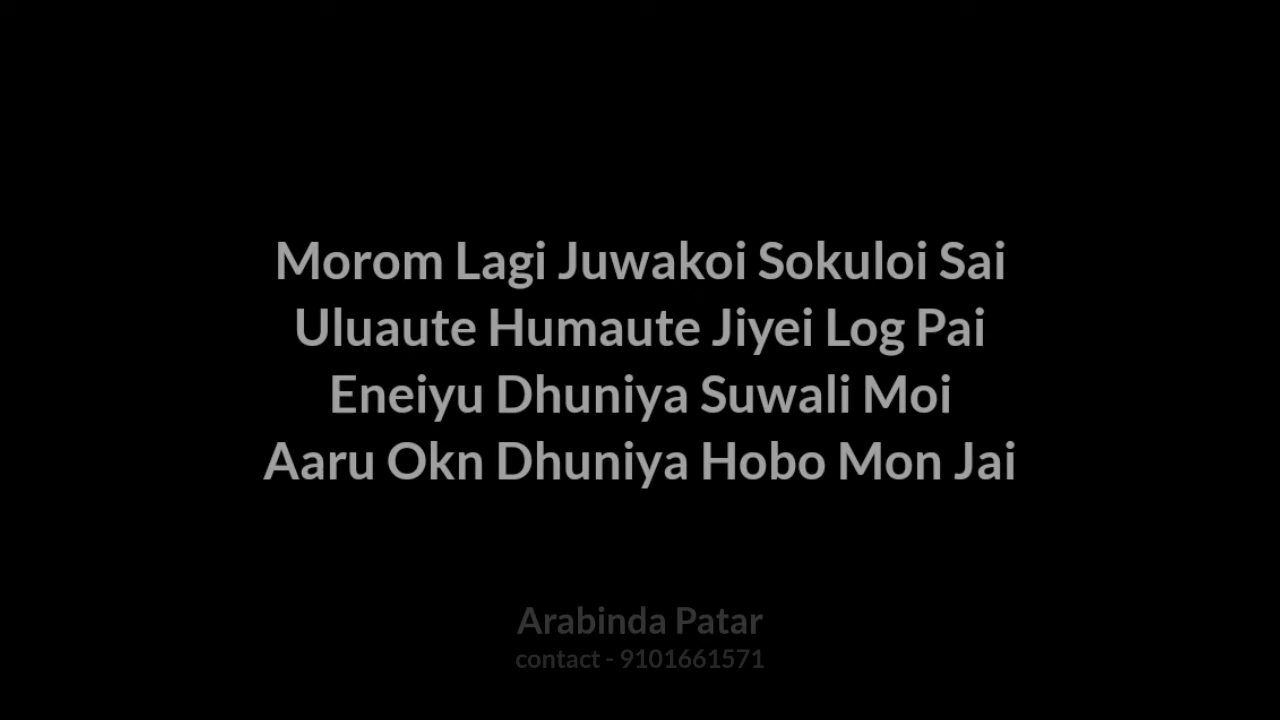 Morom Lagi Juwakoi Sokuloi Sai
Uluaute Humaute Jiyei Log Pai
Eneiyu Dhuniya Suwali Moi
Aaru Okn Dhuniya Hobo Mon Jai
Arabinda Patar
contact - 9101661571